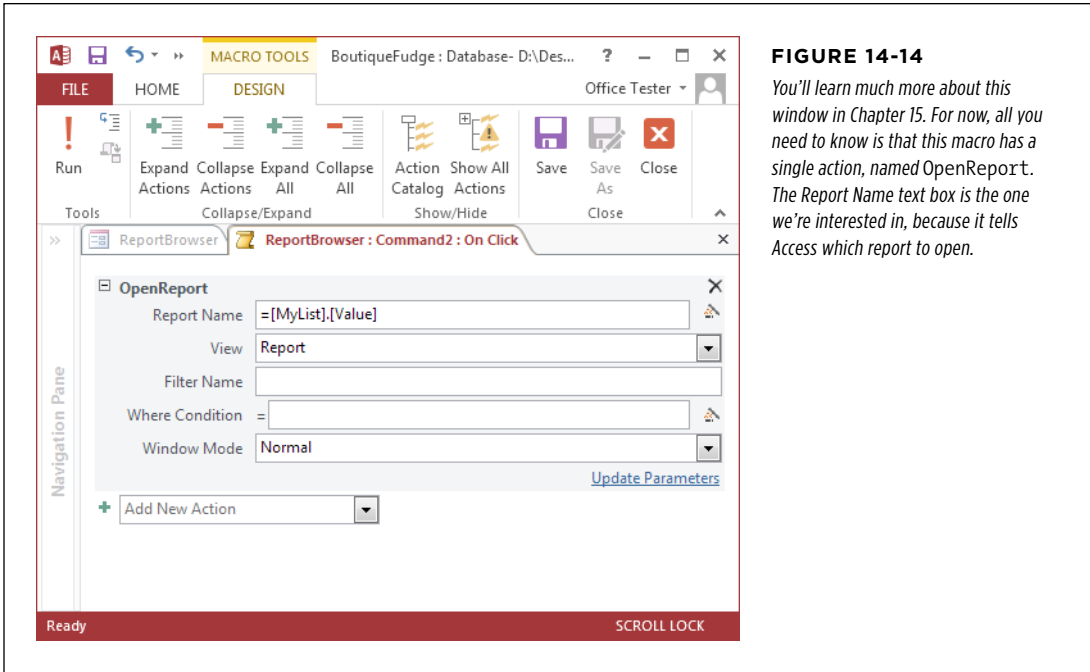 MACRO TOOLS
BoutiqueFudge : Database- D:\Des...
?
FILE
HOME
DESIGN
Office Tester
Run
Expand Actions
Collapse Actions
Expand All
Collapse All
Action Catalog
Show All Actions
Save
Save As
Close
Tools
Collapse/Expand
Show/Hide
Close
ReportBrowser
ReportBrowser : Command2 : On Click
OpenReport
Report Name =[MyList].[Value]
View Report
Filter Name
Where Condition =
Window Mode Normal
Update Parameters
Add New Action
Navigation Pane
Ready
SCROLL LOCK
FIGURE 14-14
You'll learn much more about this
window in Chapter 15. For now, all you
need to know is that this macro has a
single action, named OpenReport.
The Report Name text box is the one
we're interested in, because it tells
Access which report to open.